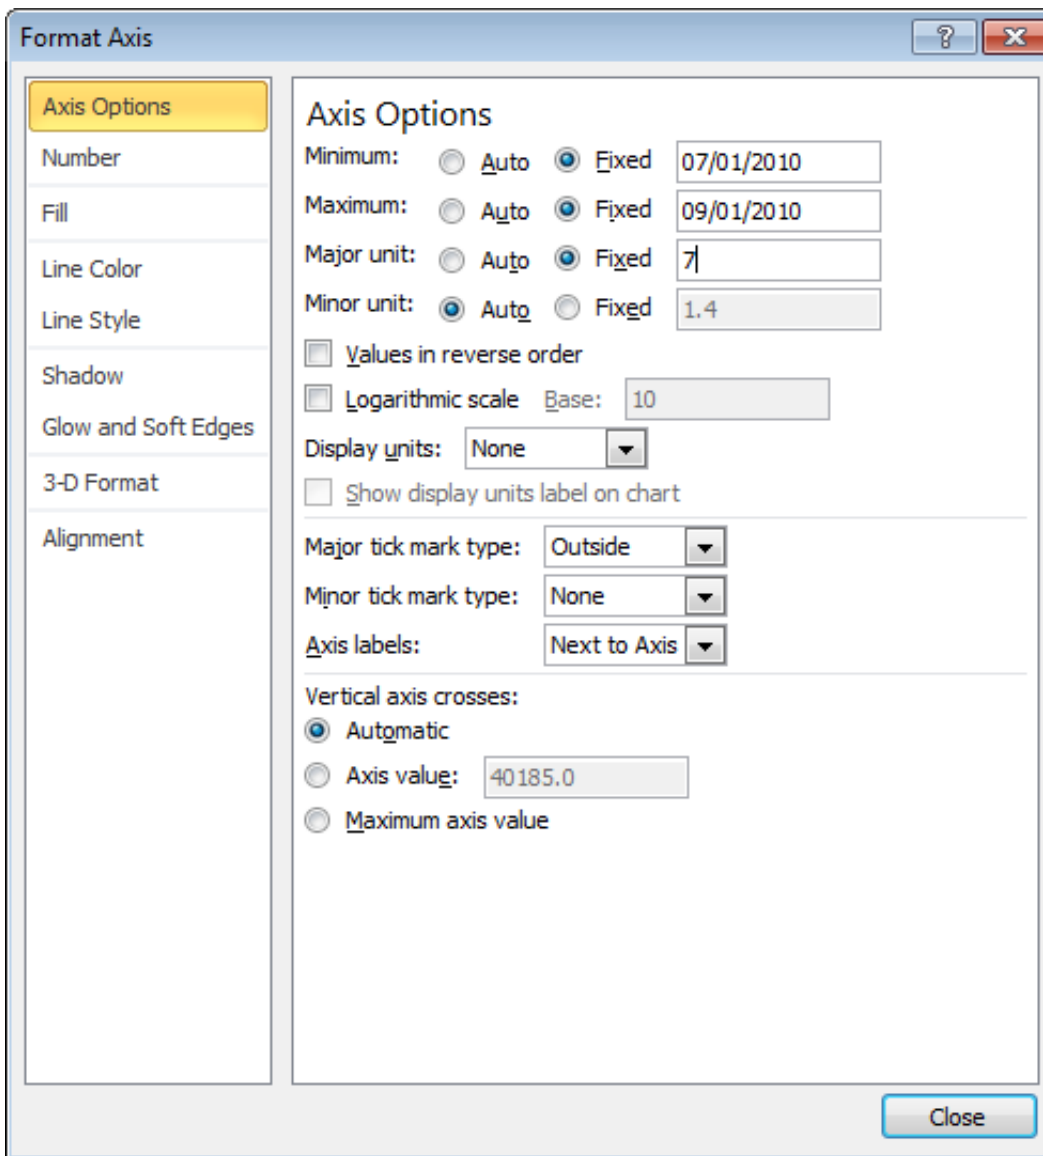 Format Axis
Axis Options
Number
Fill
Line Color
Line Style
Shadow
Glow and Soft Edges
3-D Format
Alignment
Axis Options
Minimum: Auto Fixed 07/01/2010
Maximum: Auto Fixed 09/01/2010
Major unit: Auto Fixed 7
Minor unit: Auto Fixed 1.4
Values in reverse order
Logarithmic scale Base: 10
Display units: None
Show display units label on chart
Major tick mark type: Outside
Minor tick mark type: None
Axis labels: Next to Axis
Vertical axis crosses:
Automatic
Axis value: 40185.0
Maximum axis value
Close